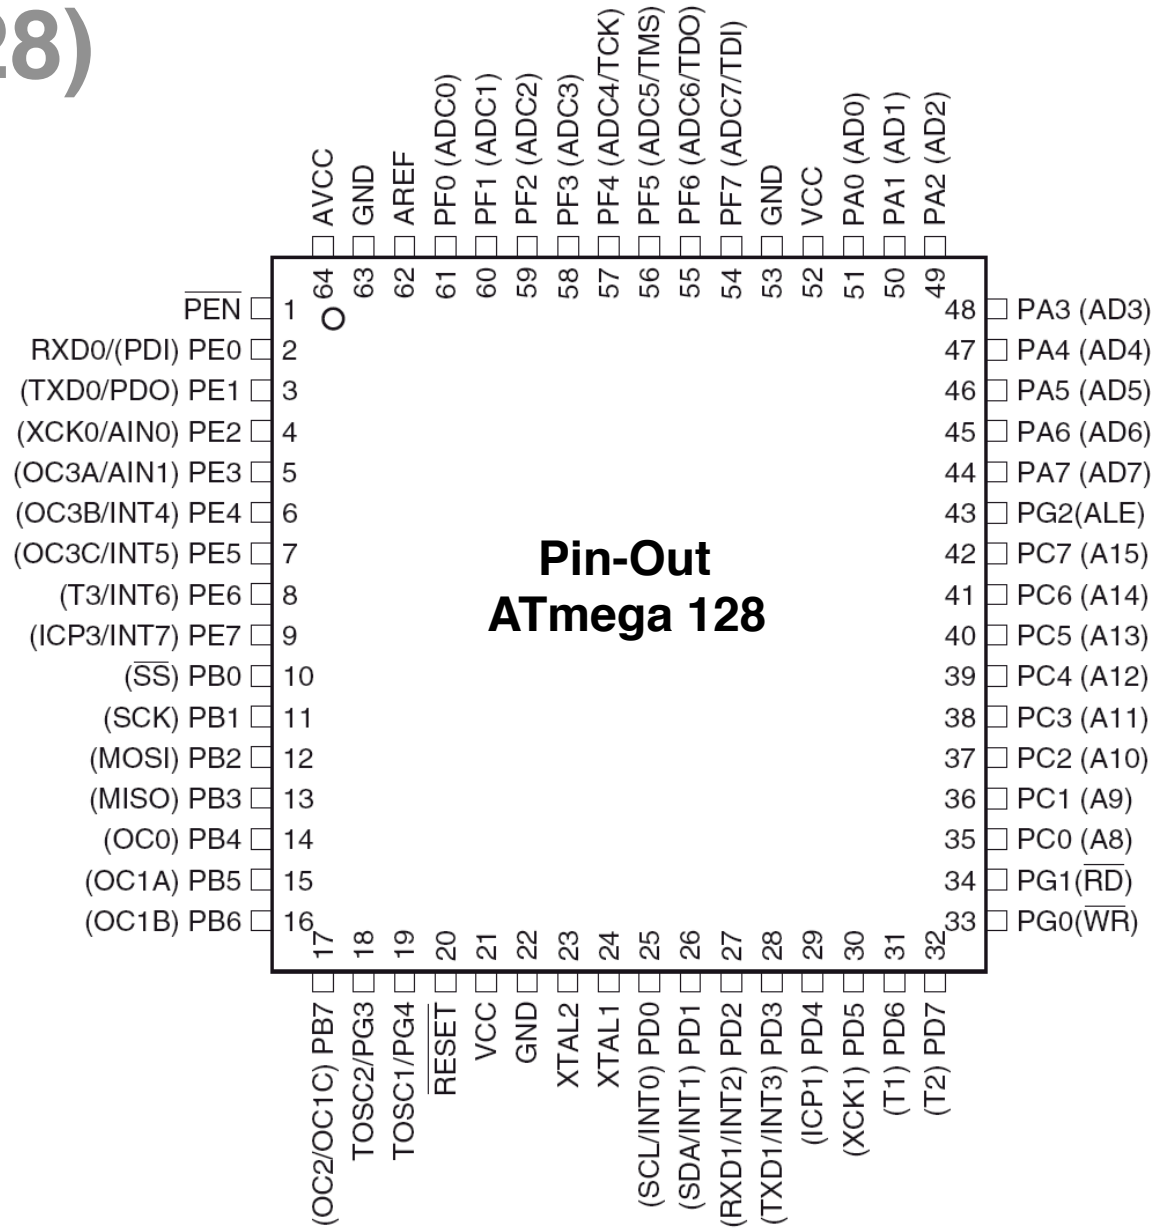 28)
AVCC
GND
AREF
PF0 (ADC0)
PF1 (ADC1)
PF2 (ADC2)
PF3 (ADC3)
PF4 (ADC4/TCK)
PF5 (ADC5/TMS)
PF6 (ADC6/TDO)
PF7 (ADC7/TDI)
GND
VCC
PA0 (AD0)
PA1 (AD1)
PA2 (AD2)
64 63 62 61 60 59 58 57 56 55 54 53 52 51 50 49
PEN 1
RXD0/(PDI) PE0 2
(TXD0/PDO) PE1 3
(XCK0/AIN0) PE2 4
(OC3A/AIN1) PE3 5
(OC3B/INT4) PE4 6
(OC3C/INT5) PE5 7
(T3/INT6) PE6 8
(ICP3/INT7) PE7 9
(SS) PB0 10
(SCK) PB1 11
(MOSI) PB2 12
(MISO) PB3 13
(OC0) PB4 14
(OC1A) PB5 15
(OC1B) PB6 16
Pin-Out
ATmega 128
48 PA3 (AD3)
47 PA4 (AD4)
46 PA5 (AD5)
45 PA6 (AD6)
44 PA7 (AD7)
43 PG2(ALE)
42 PC7 (A15)
41 PC6 (A14)
40 PC5 (A13)
39 PC4 (A12)
38 PC3 (A11)
37 PC2 (A10)
36 PC1 (A9)
35 PC0 (A8)
34 PG1(RD)
33 PG0(WR)
17 18 19 20 21 22 23 24 25 26 27 28 29 30 31 32
(OC2/OC1C) PB7
TOSC2/PG3
TOSC1/PG4
RESET
VCC
GND
XTAL2
XTAL1
(SCL/INT0) PD0
(SDA/INT1) PD1
(RXD1/INT2) PD2
(TXD1/INT3) PD3
(ICP1) PD4
(XCK1) PD5
(T1) PD6
(T2) PD7